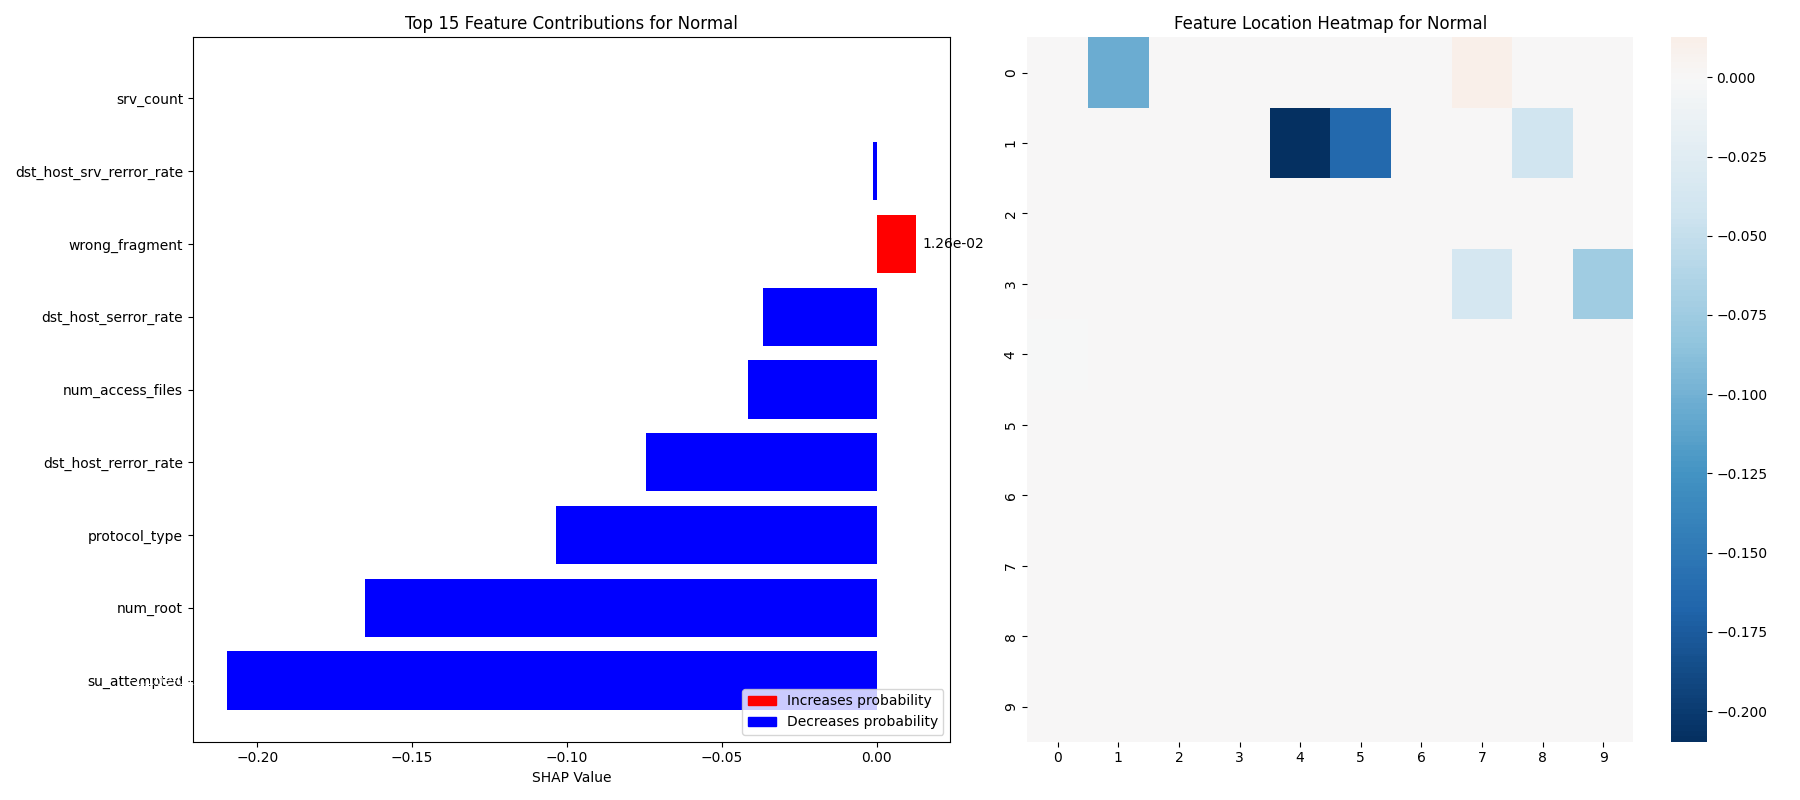 Top 15 Feature Contributions for Normal
srv_count
dst_host_srv_rerror_rate
wrong_fragment
1.26e-02
dst_host_serror_rate
num_access_files
dst_host_rerror_rate
protocol_type
num_root
su_attempted
Increases probability
Decreases probability
−0.20 −0.15 −0.10 −0.05 0.00
SHAP Value
Feature Location Heatmap for Normal
0
1
2
3
4
5
6
7
8
9
0 1 2 3 4 5 6 7 8 9
0.000
−0.025
−0.050
−0.075
−0.100
−0.125
−0.150
−0.175
−0.200